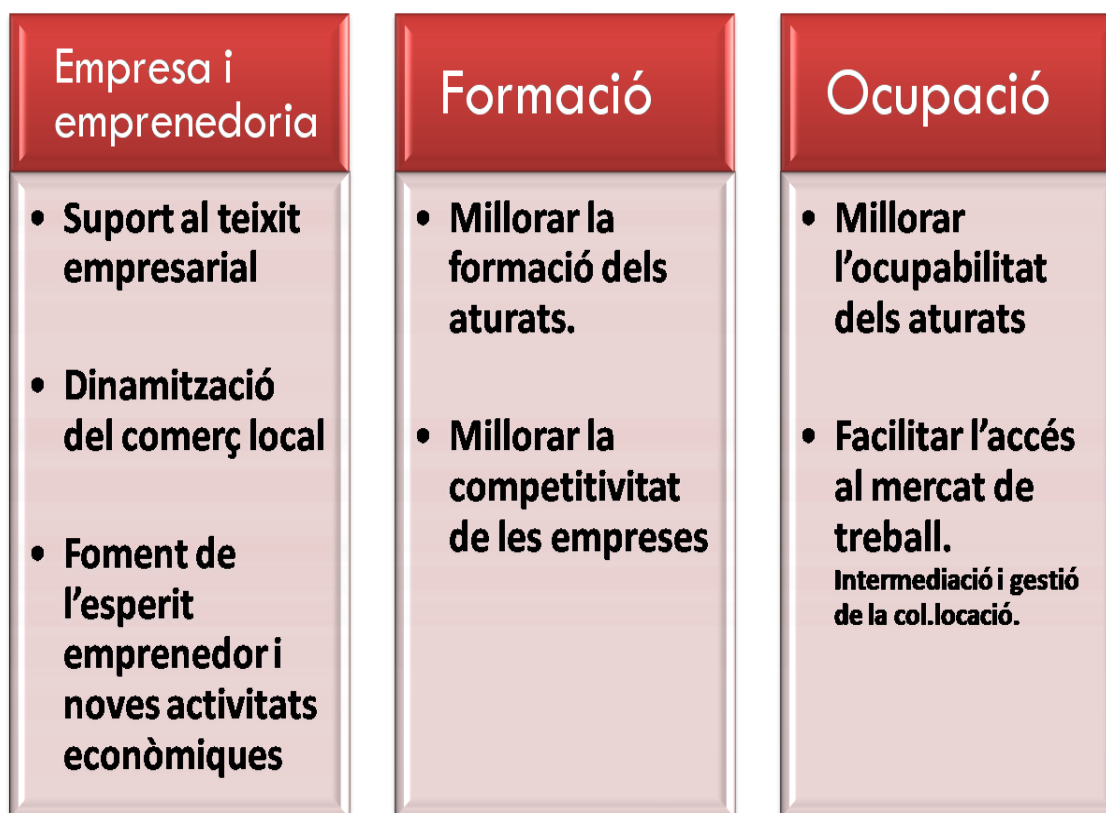 Empresa i
emprenedoria
• Suport al teixit
empresarial
• Dinamització
del comerç local
• Foment de
l’esperit
emprenedor i
noves activitats
econòmiques
Formació
• Millorar la
formació dels
aturats.
• Millorar la
competitivitat
de les empreses
Ocupació
• Millorar
l’ocupabilitat
dels aturats
• Facilitar l’accés
al mercat de
treball.
Intermediació i gestió
de la col.locació.